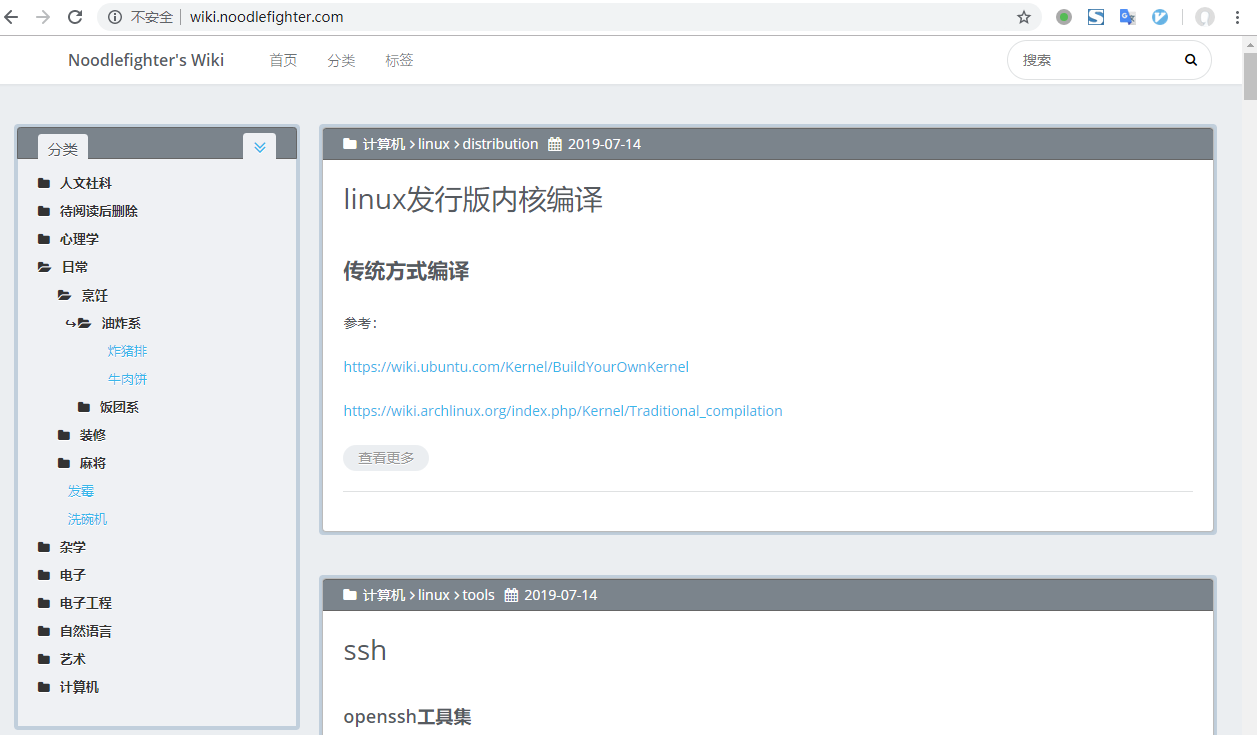 不安全 wiki.noodlefighter.com
Noodlefighter's Wiki 首页 分类 标签 搜索
分类
人文社科
待阅读后删除
心理学
日常
烹饪
油炸系
炸猪排
牛肉饼
饭团系
装修
麻将
发霉
洗碗机
杂学
电子
电子工程
自然语言
艺术
计算机
计算机 linux distribution 2019-07-14
linux发行版内核编译
传统方式编译
参考：
https://wiki.ubuntu.com/Kernel/BuildYourOwnKernel
https://wiki.archlinux.org/index.php/Kernel/Traditional_compilation
查看更多
计算机 linux tools 2019-07-14
ssh
openssh工具集